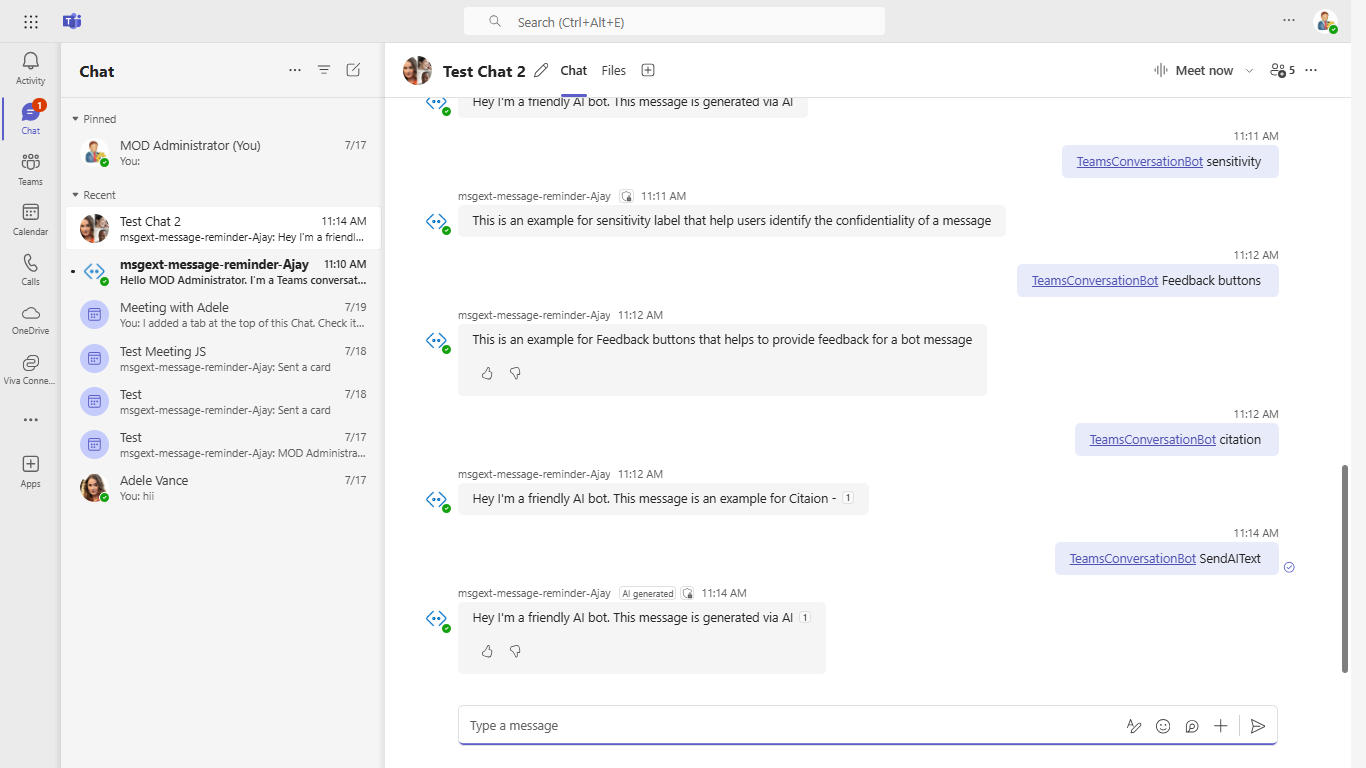 Search (Ctrl+Alt+E)
Activity
1
Chat
Teams
Calendar
Calls
OneDrive
Viva Conne...
Apps
Chat
Pinned
MOD Administrator (You) 7/17
You:
Recent
Test Chat 2 11:14 AM
msgext-message-reminder-Ajay: Hey I'm a friendl...
msgext-message-reminder-Ajay 11:10 AM
Hello MOD Administrator. I'm a Teams conversat...
Meeting with Adele 7/19
You: I added a tab at the top of this Chat. Check it...
Test Meeting JS 7/18
msgext-message-reminder-Ajay: Sent a card
Test 7/18
msgext-message-reminder-Ajay: Sent a card
Test 7/17
msgext-message-reminder-Ajay: MOD Administra...
Adele Vance 7/17
You: hii
Test Chat 2 Chat Files Meet now 5
Hey I'm a friendly AI bot. This message is generated via AI
11:11 AM
TeamsConversationBot sensitivity
msgext-message-reminder-Ajay 11:11 AM
This is an example for sensitivity label that help users identify the confidentiality of a message
11:12 AM
TeamsConversationBot Feedback buttons
msgext-message-reminder-Ajay 11:12 AM
This is an example for Feedback buttons that helps to provide feedback for a bot message
11:12 AM
TeamsConversationBot citation
msgext-message-reminder-Ajay 11:12 AM
Hey I'm a friendly AI bot. This message is an example for Citaion - 1
11:14 AM
TeamsConversationBot SendAIText
msgext-message-reminder-Ajay AI generated 11:14 AM
Hey I'm a friendly AI bot. This message is generated via AI 1
Type a message